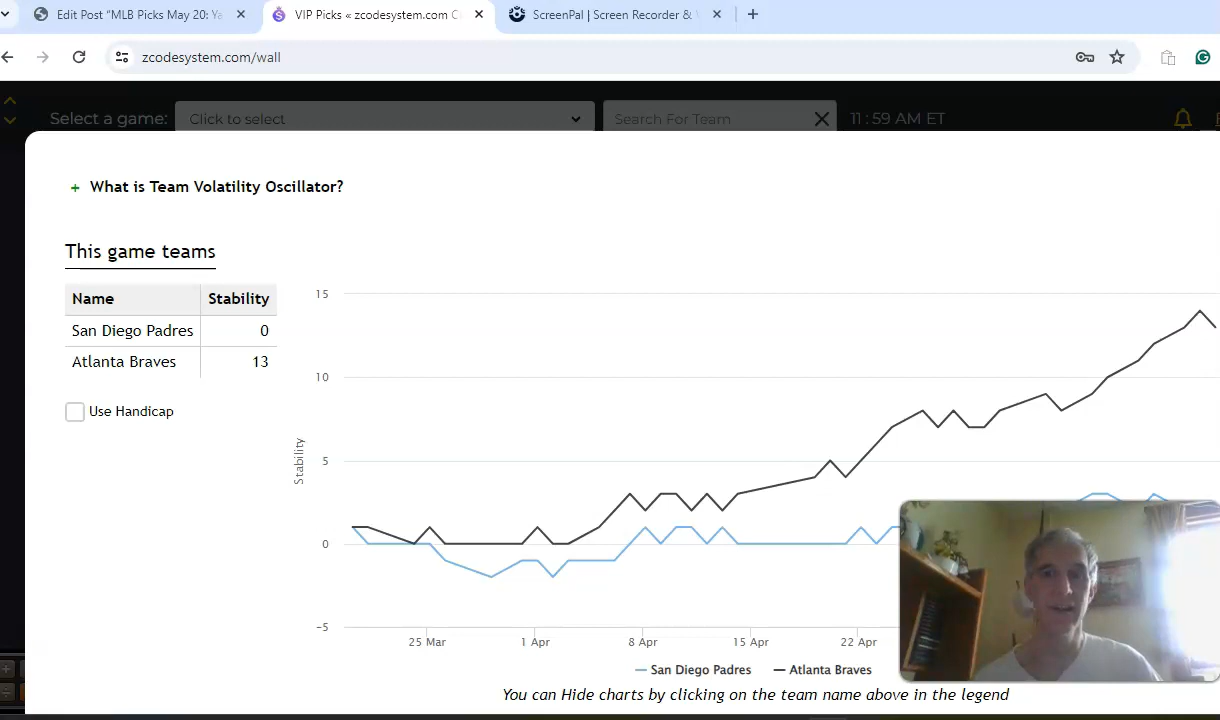 Edit Post "MLB Picks May 20: Ya
VIP Picks « zcodesystem.com C
ScreenPal | Screen Recorder &
zcodesystem.com/wall
Select a game:
Click to select
Search For Team
11:59 AM ET
+ What is Team Volatility Oscillator?
This game teams
Name Stability
San Diego Padres 0
Atlanta Braves 13
Use Handicap
Stability
15
10
5
0
-5
25 Mar
1 Apr
8 Apr
15 Apr
22 Apr
San Diego Padres
Atlanta Braves
You can Hide charts by clicking on the team name above in the legend